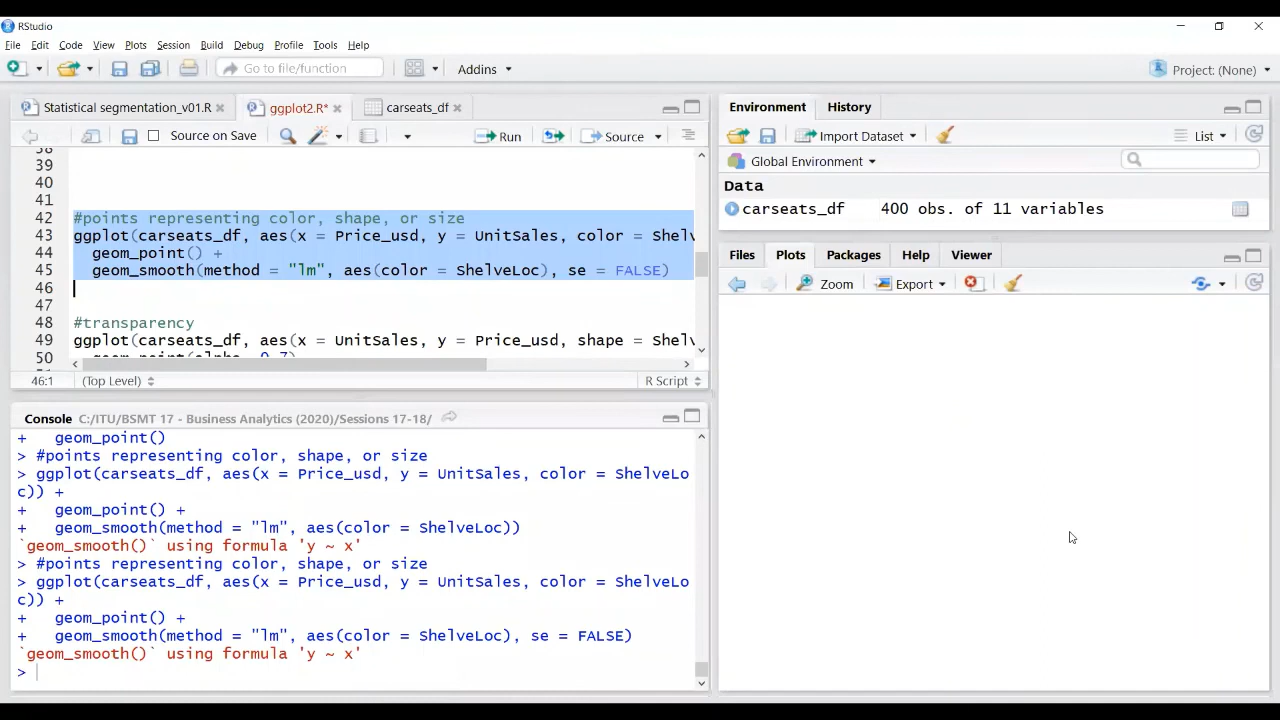 RStudio
File Edit Code View Plots Session Build Debug Profile Tools Help
Go to file/function Addins Project: (None)
Statistical segmentation_v01.R ggplot2.R* carseats_df
Source on Save Run Source
38
39
40
41
42 #points representing color, shape, or size
43 ggplot(carseats_df, aes(x = Price_usd, y = UnitSales, color = Shelv
44 geom_point() +
45 geom_smooth(method = "lm", aes(color = ShelveLoc), se = FALSE)
46
47
48 #transparency
49 ggplot(carseats_df, aes(x = UnitSales, y = Price_usd, shape = Shelv
50 geom_point(alpha 0.7)
46:1 (Top Level) R Script
Console C:/ITU/BSMT 17 - Business Analytics (2020)/Sessions 17-18/
+ geom_point()
> #points representing color, shape, or size
> ggplot(carseats_df, aes(x = Price_usd, y = UnitSales, color = ShelveLo
c)) +
+ geom_point() +
+ geom_smooth(method = "lm", aes(color = ShelveLoc))
`geom_smooth()` using formula 'y ~ x'
> #points representing color, shape, or size
> ggplot(carseats_df, aes(x = Price_usd, y = UnitSales, color = ShelveLo
c)) +
+ geom_point() +
+ geom_smooth(method = "lm", aes(color = ShelveLoc), se = FALSE)
`geom_smooth()` using formula 'y ~ x'
>
Environment History
Import Dataset List
Global Environment
Data
carseats_df 400 obs. of 11 variables
Files Plots Packages Help Viewer
Zoom Export